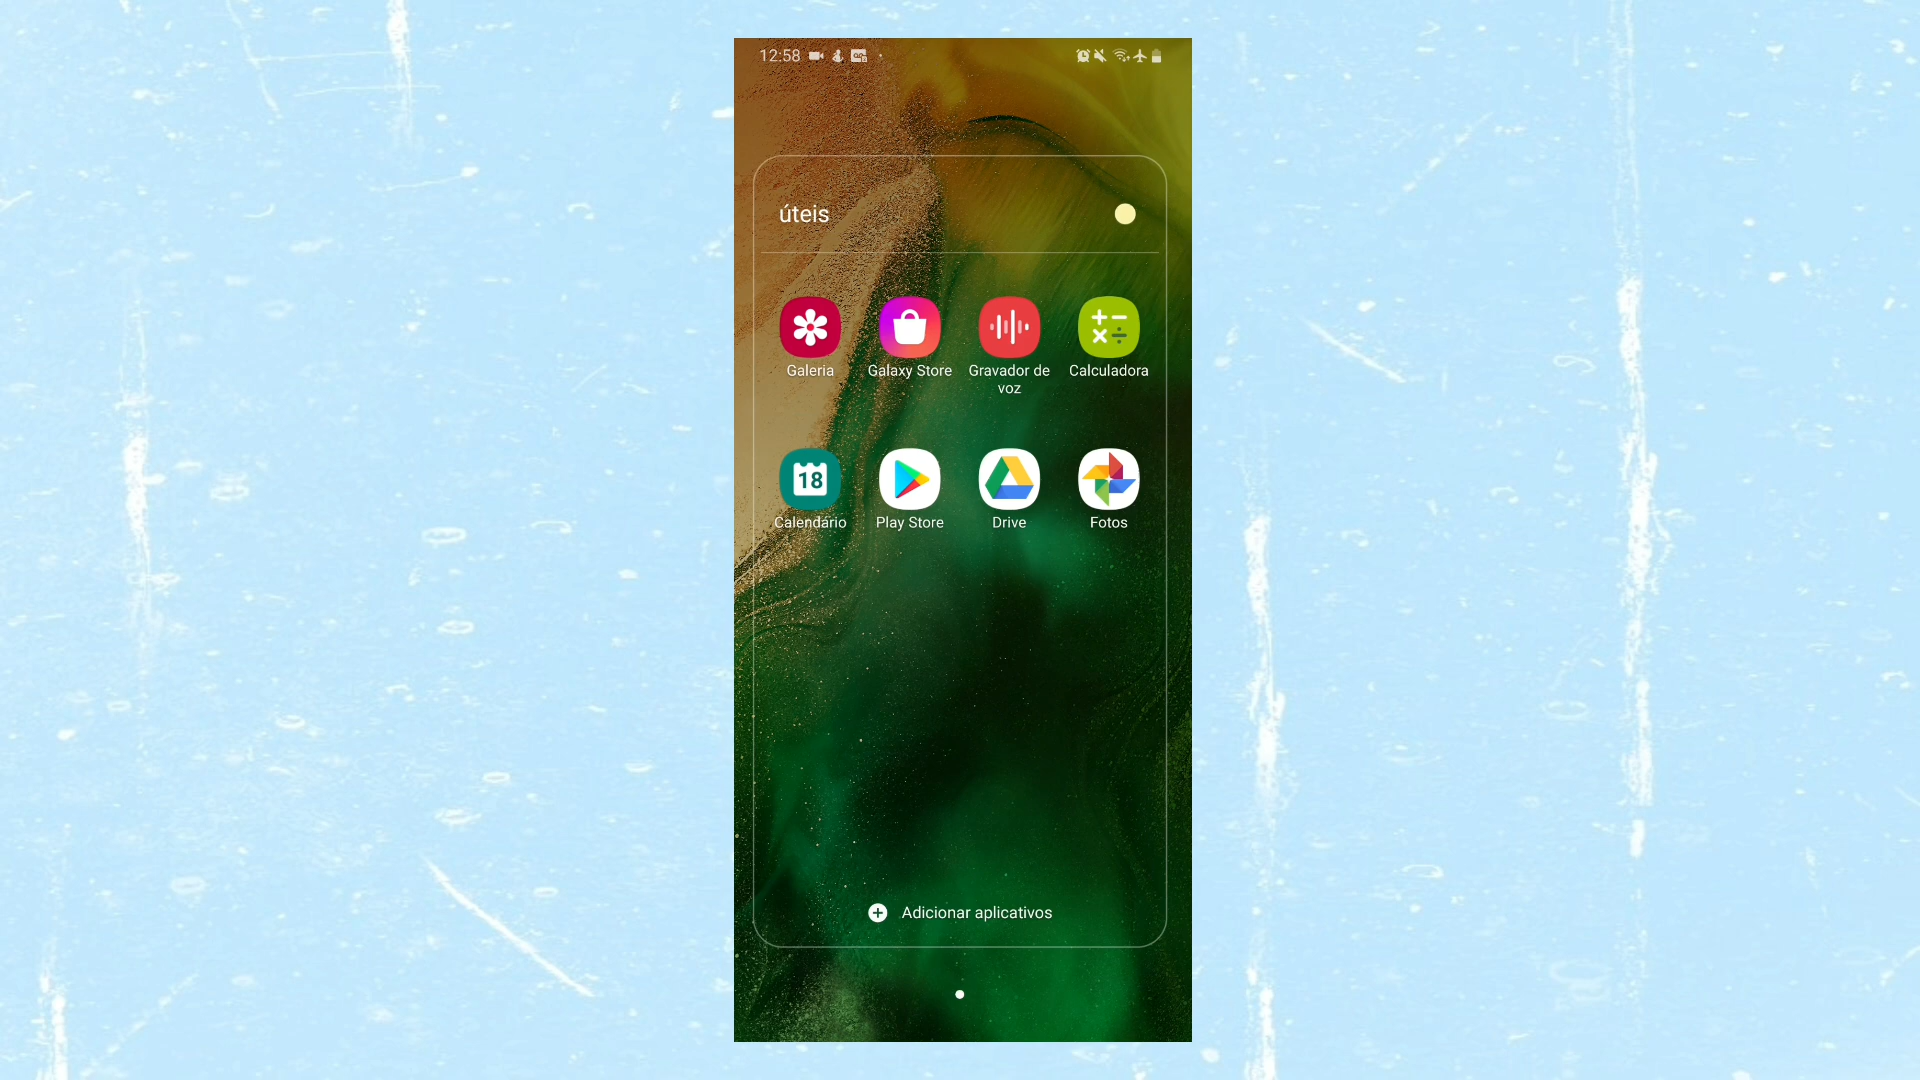 12:58
úteis
Galeria
Galaxy Store
Gravador de
voz
Calculadora
18
Calendário
Play Store
Drive
Fotos
Adicionar aplicativos